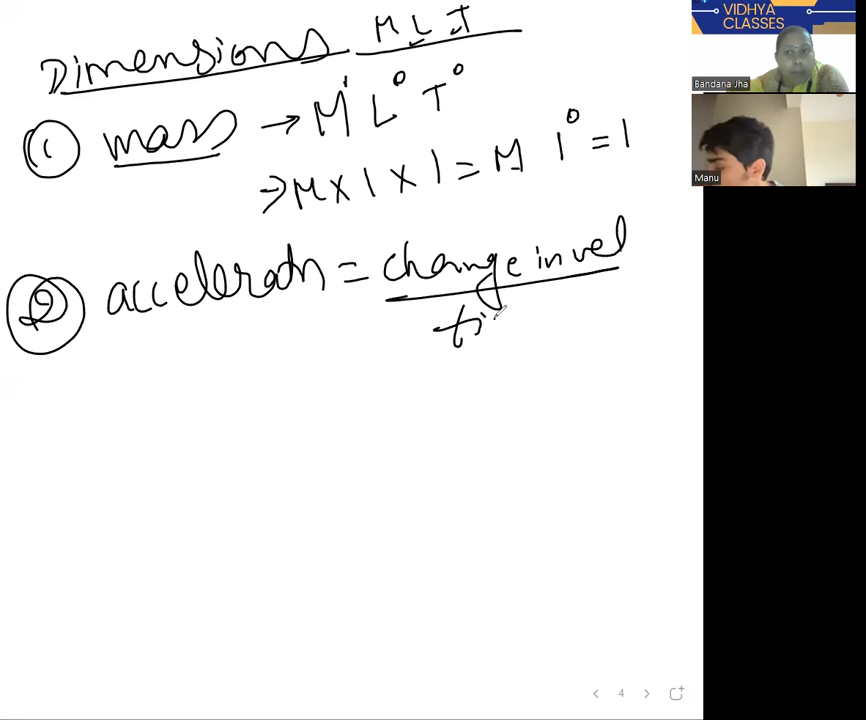 VIDHYA
CLASSES
Bandana Jha
Manu
Dimensions M L T
① mass → M¹ L⁰ T⁰
→ M x 1 x 1 = M 1⁰ = 1
② acceleratn = change in vel
ti
4